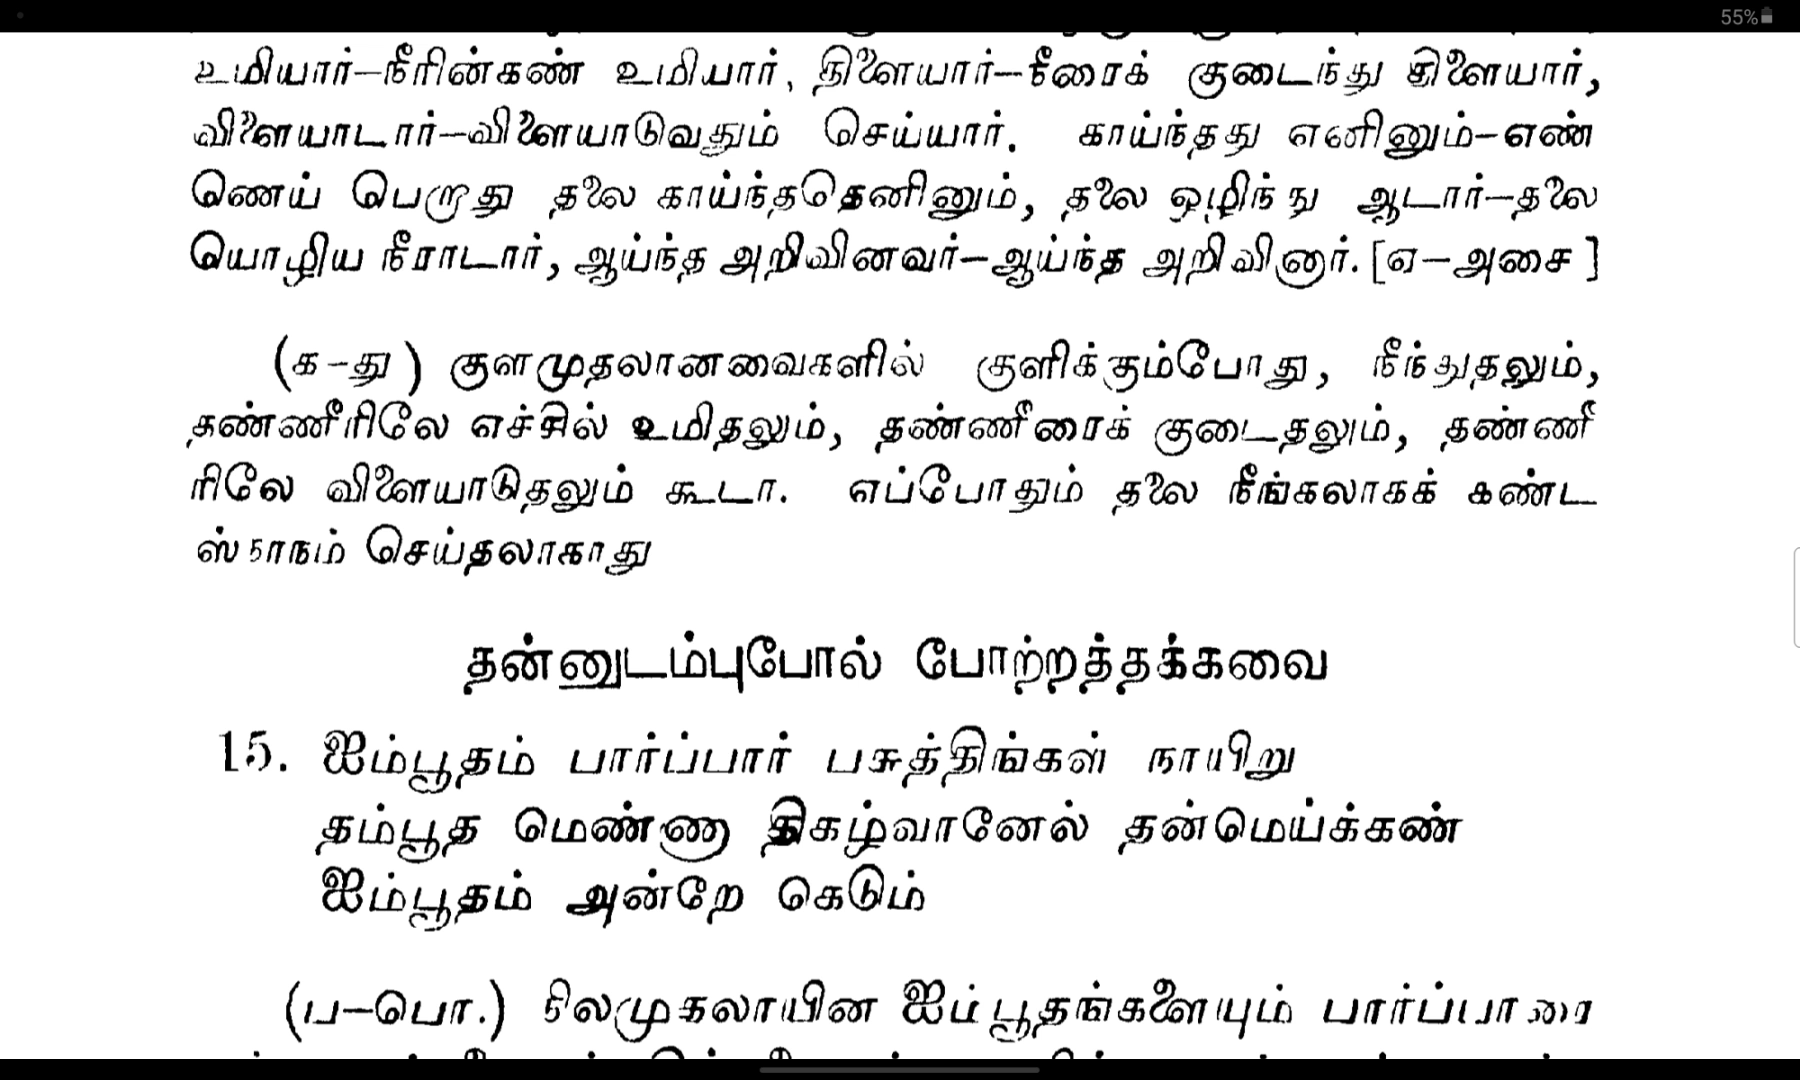 55%
உமியார்—நீரின்கண் உமியார், திளையார்—நீரைக் குடைந்து திளையார்,
விளையாடார்—விளையாடுவதும் செய்யார். காய்ந்தது எனினும்—எண்
ணெய் பெறாது தலை காய்ந்ததெனினும், தலை ஒழிந்து ஆடார்—தலை
யொழிய நீராடார், ஆய்ந்த அறிவினவர்—ஆய்ந்த அறிவினார். [ஏ—அசை]
(க-து) குளமுதலானவைகளில் குளிக்கும்போது, நீந்துதலும்,
தண்ணீரிலே எச்சில் உமிதலும், தண்ணீரைக் குடைதலும், தண்ணீ
ரிலே விளையாடுதலும் கூடா. எப்போதும் தலை நீங்கலாகக் கண்ட
ஸ்நாநம் செய்தலாகாது
தன்னுடம்புபோல் போற்றத்தக்கவை
15. ஐம்பூதம் பார்ப்பார் பசுத்திங்கள் நாயிறு
தம்பூத மெண்ணா திகழ்வானேல் தன்மெய்க்கண்
ஐம்பூதம் அன்றே கெடும்
(ப—பொ.) நிலமுதலாயின ஐம்பூதங்களையும் பார்ப்பாரை